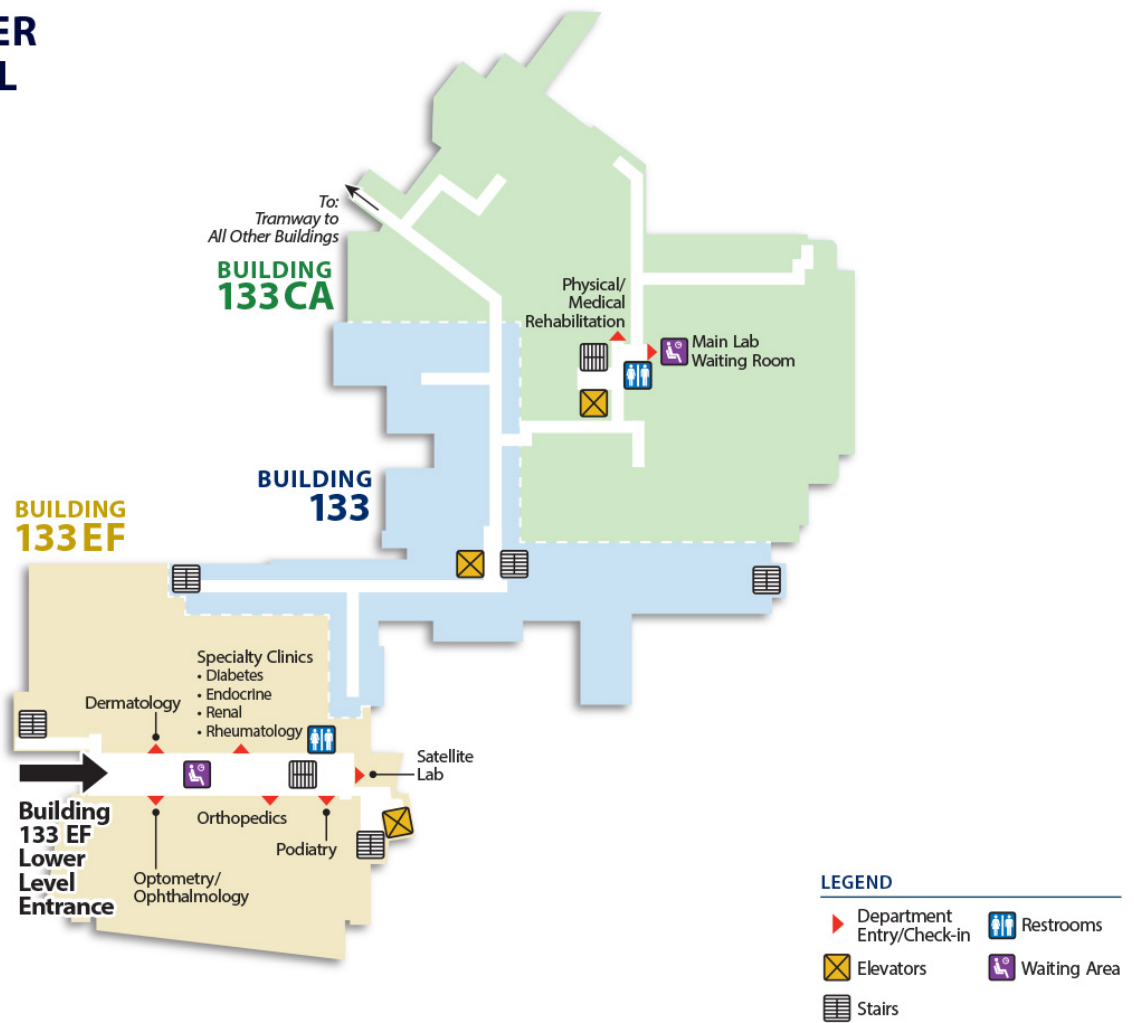 ER
L
To:
Tramway to
All Other Buildings
BUILDING
133 CA
Physical/
Medical
Rehabilitation
Main Lab
Waiting Room
BUILDING
133
BUILDING
133 EF
Specialty Clinics
• Diabetes
• Endocrine
• Renal
• Rheumatology
Dermatology
Satellite
Lab
Building
133 EF
Lower
Level
Entrance
Orthopedics
Podiatry
Optometry/
Ophthalmology
LEGEND
Department
Entry/Check-in
Restrooms
Elevators
Waiting Area
Stairs